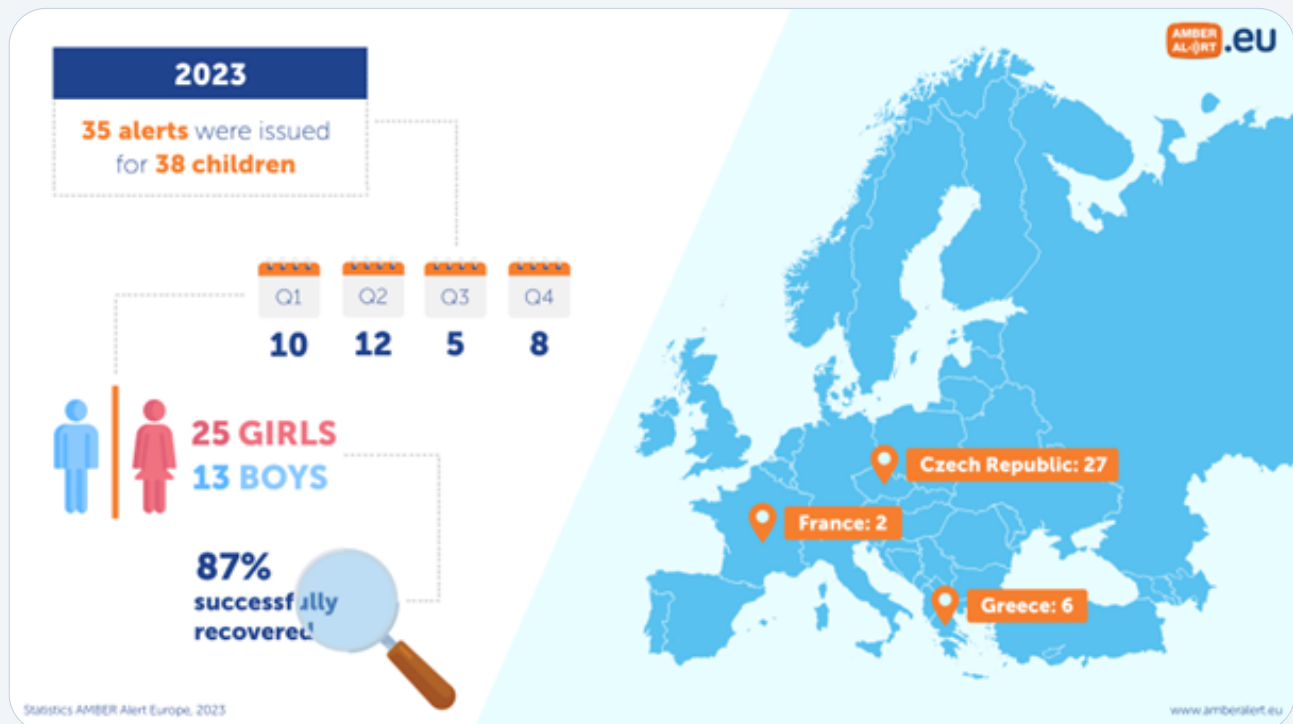 2023
35 alerts were issued
for 38 children
Q1
Q2
Q3
Q4
10
12
5
8
25 GIRLS
13 BOYS
87%
successfully
recovered
Statistics AMBER Alert Europe, 2023
AMBER
AL·))RT
.eu
Czech Republic: 27
France: 2
Greece: 6
www.amberalert.eu